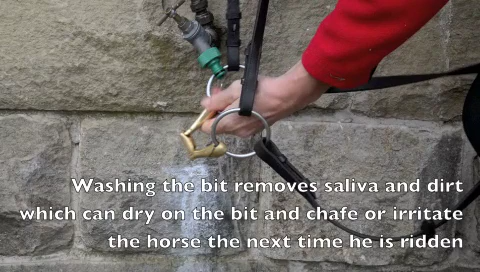 Washing the bit removes saliva and dirt
which can dry on the bit and chafe or irritate
the horse the next time he is ridden